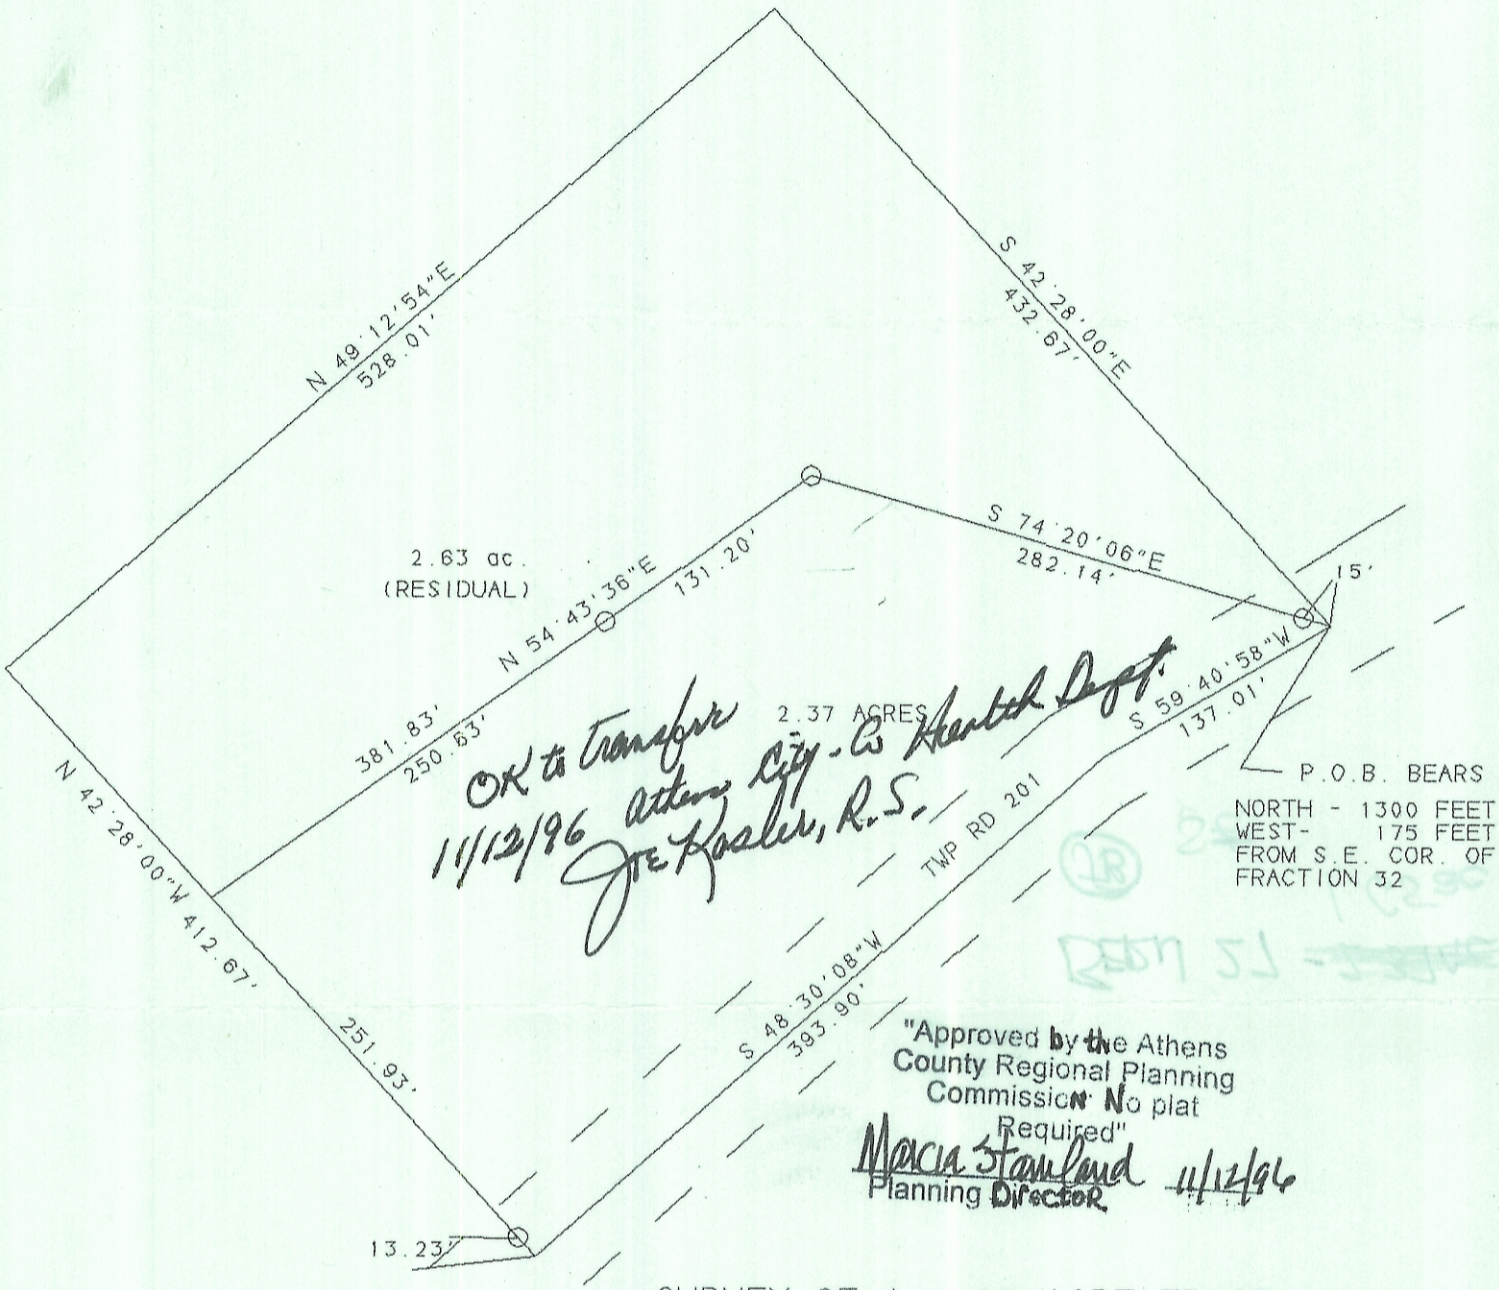 N 49°12'54"E
528.01'
S 42°28'00"E
432.67'
S 74°20'06"E
282.14'
15'
2.63 ac.
(RESIDUAL)
N 54°43'36"E
131.20'
381.83'
250.63'
S 59°40'58"W
137.01'
2.37 ACRES
OK to transfer
11/12/96 Athens City-Co Health Dept.
Joe Kasler, R.S.
TWP RD 201
P.O.B. BEARS
NORTH - 1300 FEET
WEST- 175 FEET
FROM S.E. COR. OF
FRACTION 32
N 42°28'00"W 412.67'
251.93'
S 48°30'08"W
393.90'
"Approved by the Athens
County Regional Planning
Commission No plat
Required"
Marcia 11/12/96
Planning Director
13.23'
SURVEY OF